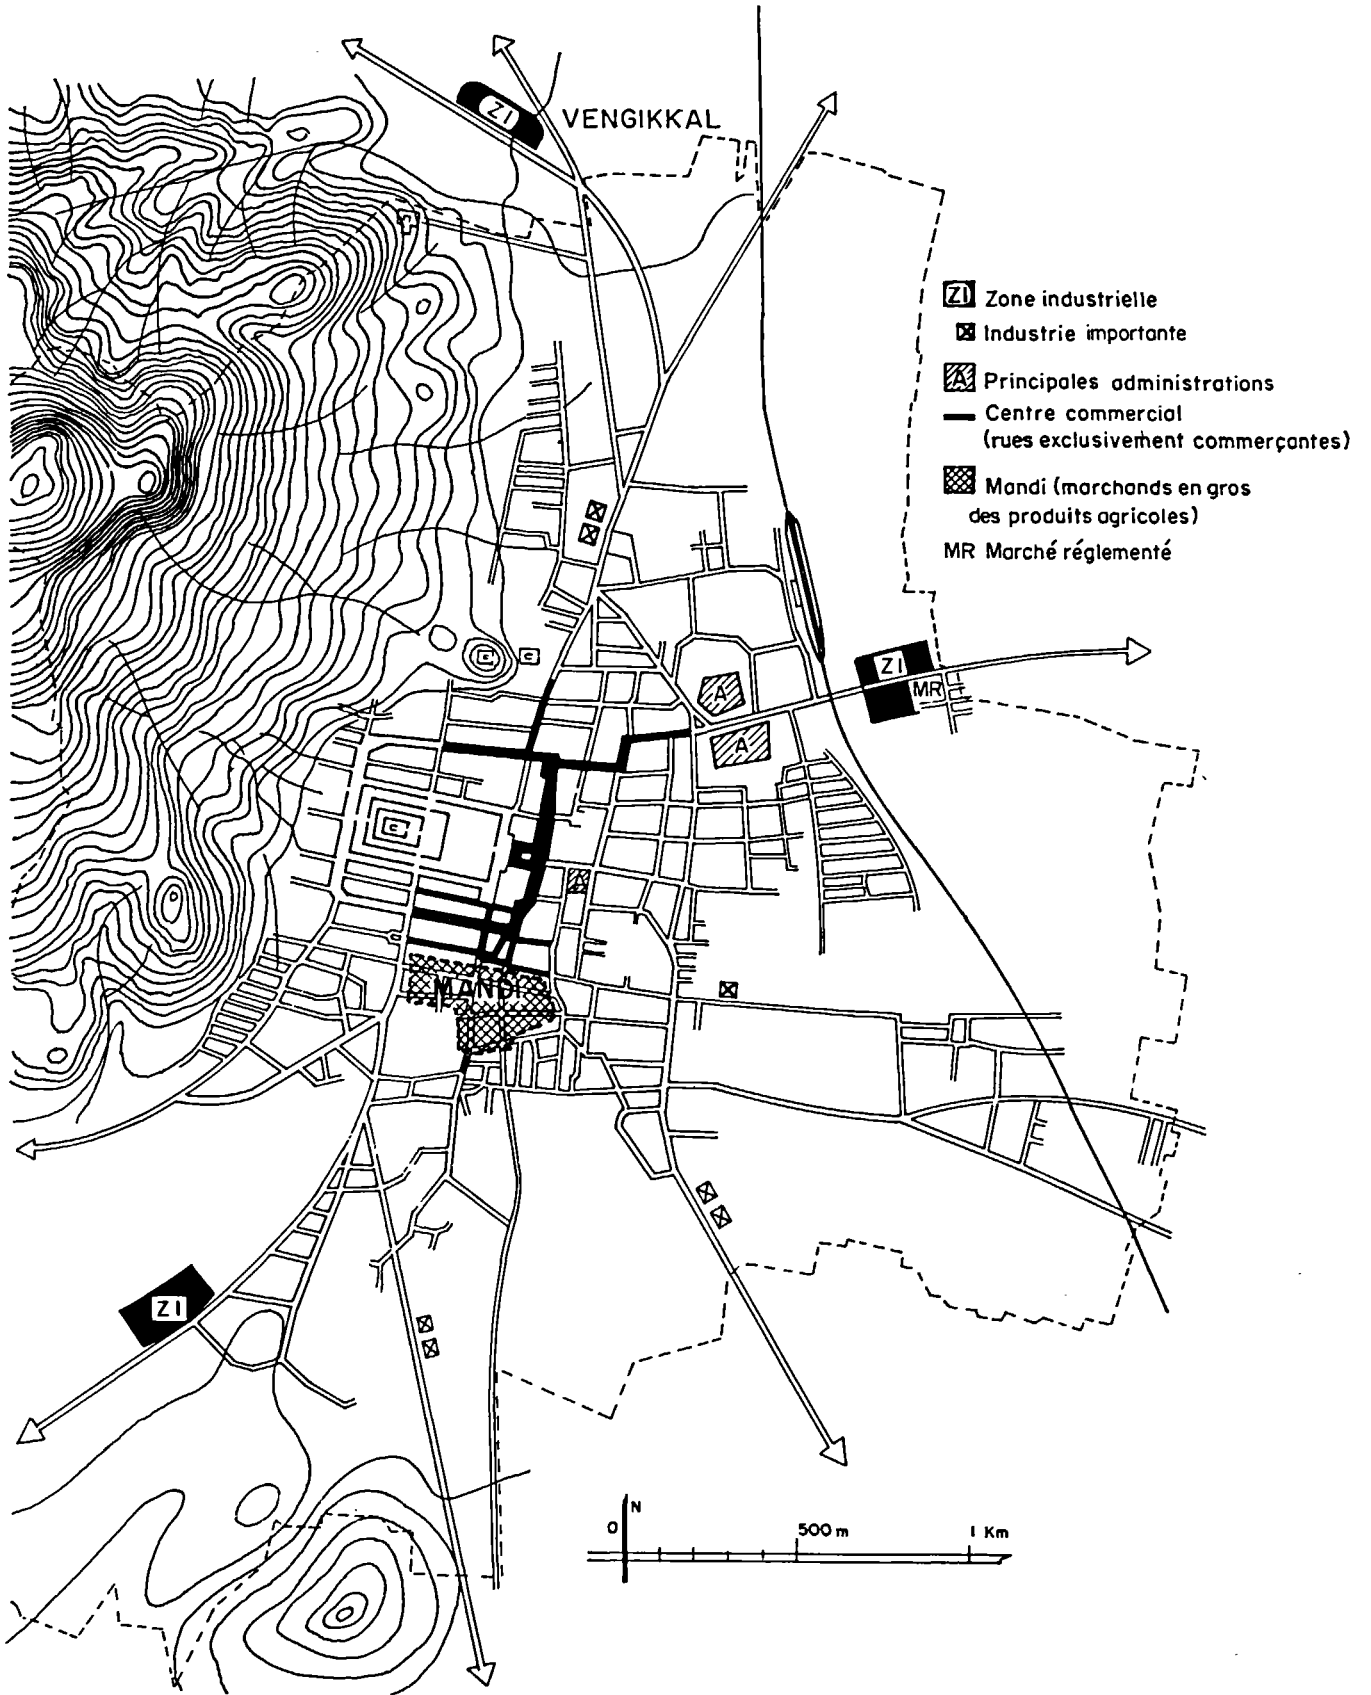 ZI
VENGIKKAL
ZI Zone industrielle
Industrie importante
A Principales administrations
Centre commercial
(rues exclusivement commerçantes)
Mandi (marchands en gros
des produits agricoles)
MR Marché réglementé
ZI
MR
A
A
A
MANDI
ZI
N
0
500 m
1 Km